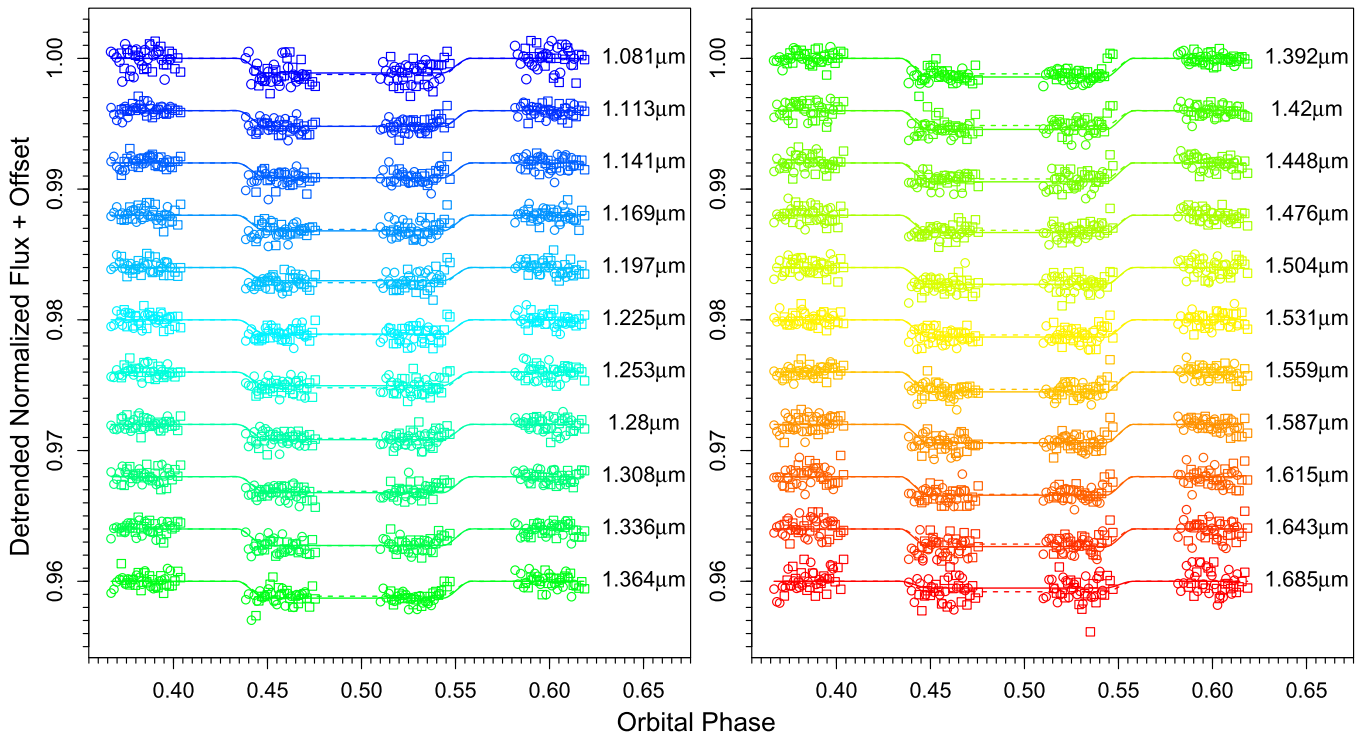 Detrended Normalized Flux + Offset
1.00
0.99
0.98
0.97
0.96
1.081μm
1.113μm
1.141μm
1.169μm
1.197μm
1.225μm
1.253μm
1.28μm
1.308μm
1.336μm
1.364μm
0.40 0.45 0.50 0.55 0.60 0.65
1.00
0.99
0.98
0.97
0.96
1.392μm
1.42μm
1.448μm
1.476μm
1.504μm
1.531μm
1.559μm
1.587μm
1.615μm
1.643μm
1.685μm
0.40 0.45 0.50 0.55 0.60 0.65
Orbital Phase